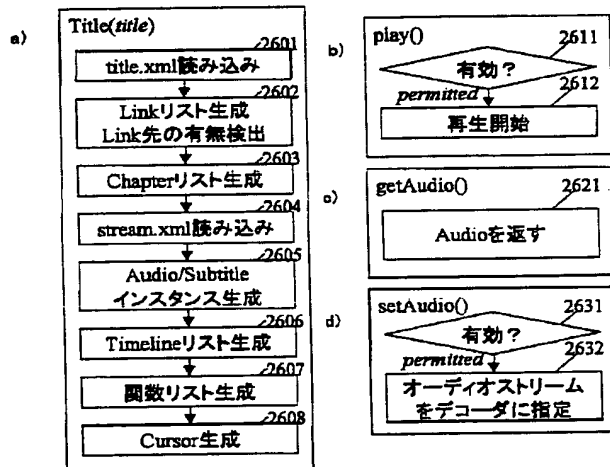 a)
Title(title)
2601
title.xml読み込み
2602
Linkリスト生成
Link先の有無検出
2603
Chapterリスト生成
2604
stream.xml読み込み
2605
Audio/Subtitle
インスタンス生成
2606
Timelineリスト生成
2607
関数リスト生成
2608
Cursor生成
b)
play()
2611
有効?
permitted
2612
再生開始
c)
getAudio()
2621
Audioを返す
d)
setAudio()
2631
有効?
permitted
2632
オーディオストリーム
をデコーダに指定